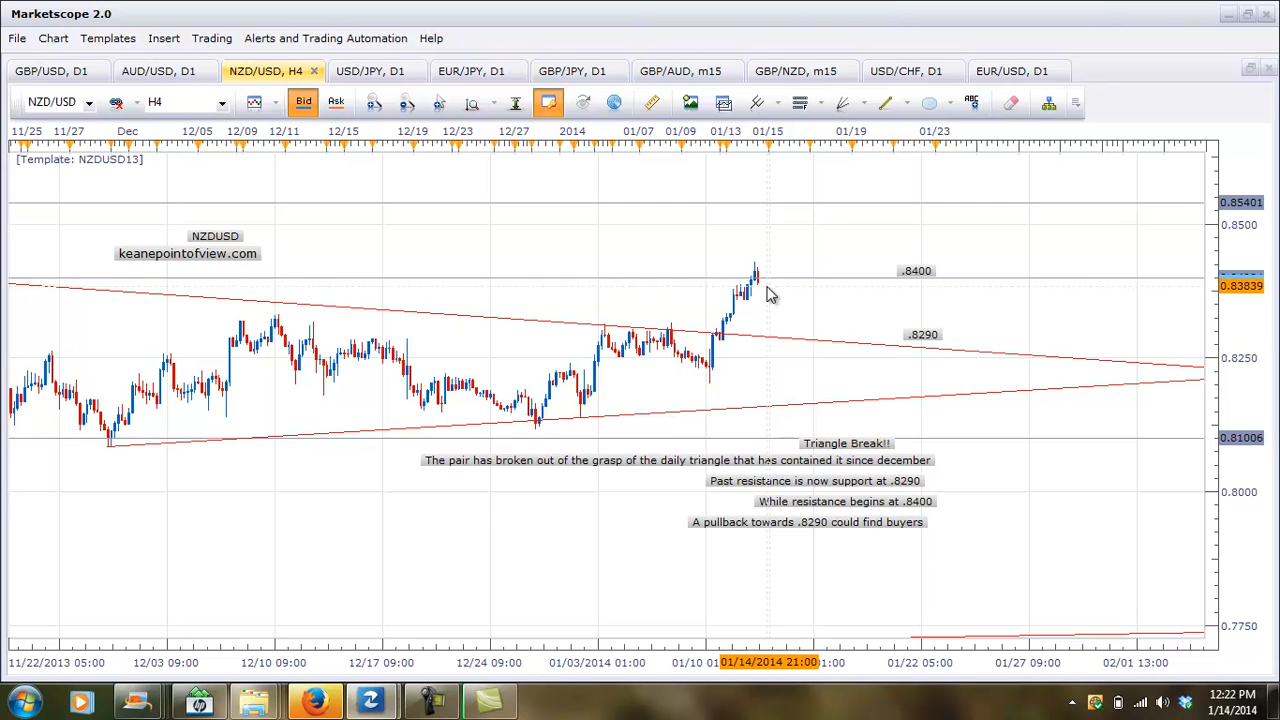 Marketscope 2.0
File Chart Templates Insert Trading Alerts and Trading Automation Help
GBP/USD, D1 AUD/USD, D1 NZD/USD, H4 USD/JPY, D1 EUR/JPY, D1 GBP/JPY, D1 GBP/AUD, m15 GBP/NZD, m15 USD/CHF, D1 EUR/USD, D1
NZD/USD H4 Bid Ask ABC
11/25 11/27 Dec 12/05 12/09 12/11 12/15 12/19 12/23 12/27 2014 01/07 01/09 01/13 01/15 01/19 01/23
[Template: NZDUSD13]
0.85401
0.8500
NZDUSD
keanepointofview.com
.8400
0.83839
.8290
0.8250
0.81006
Triangle Break!!
The pair has broken out of the grasp of the daily triangle that has contained it since december
Past resistance is now support at .8290
0.8000
While resistance begins at .8400
A pullback towards .8290 could find buyers
0.7750
11/22/2013 05:00 12/03 09:00 12/10 09:00 12/17 09:00 12/24 09:00 01/03/2014 01:00 01/10 01/14/2014 21:00 01:00 01/22 05:00 01/27 09:00 02/01 13:00
12:22 PM
1/14/2014